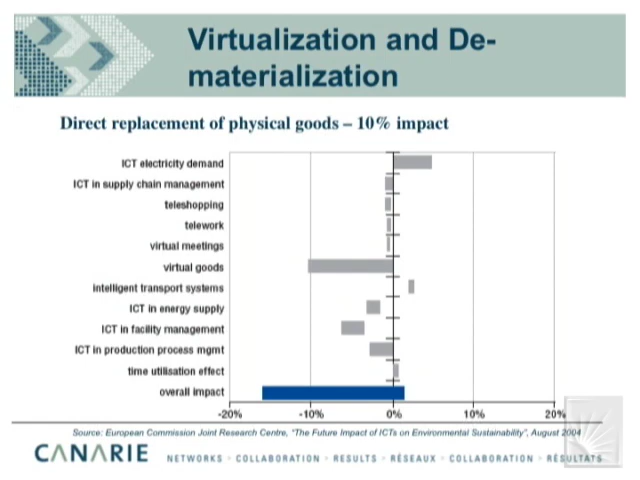 Virtualization and De-
materialization
Direct replacement of physical goods – 10% impact
ICT electricity demand
ICT in supply chain management
teleshopping
telework
virtual meetings
virtual goods
intelligent transport systems
ICT in energy supply
ICT in facility management
ICT in production process mgmt
time utilisation effect
overall impact
-20% -10% 0% 10% 20%
Source: European Commission Joint Research Centre, "The Future Impact of ICTs on Environmental Sustainability", August 2004
CANARIE NETWORKS · COLLABORATION · RESULTS · RÉSEAUX · COLLABORATION · RÉSULTATS